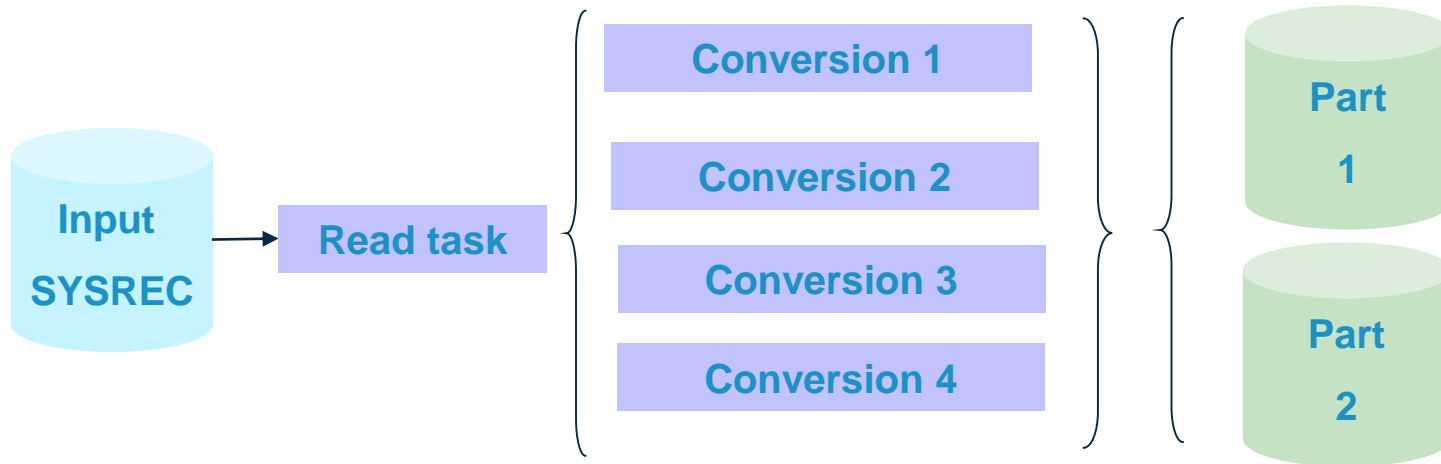 Input
SYSREC
Read task
Conversion 1
Conversion 2
Conversion 3
Conversion 4
Part
1
Part
2